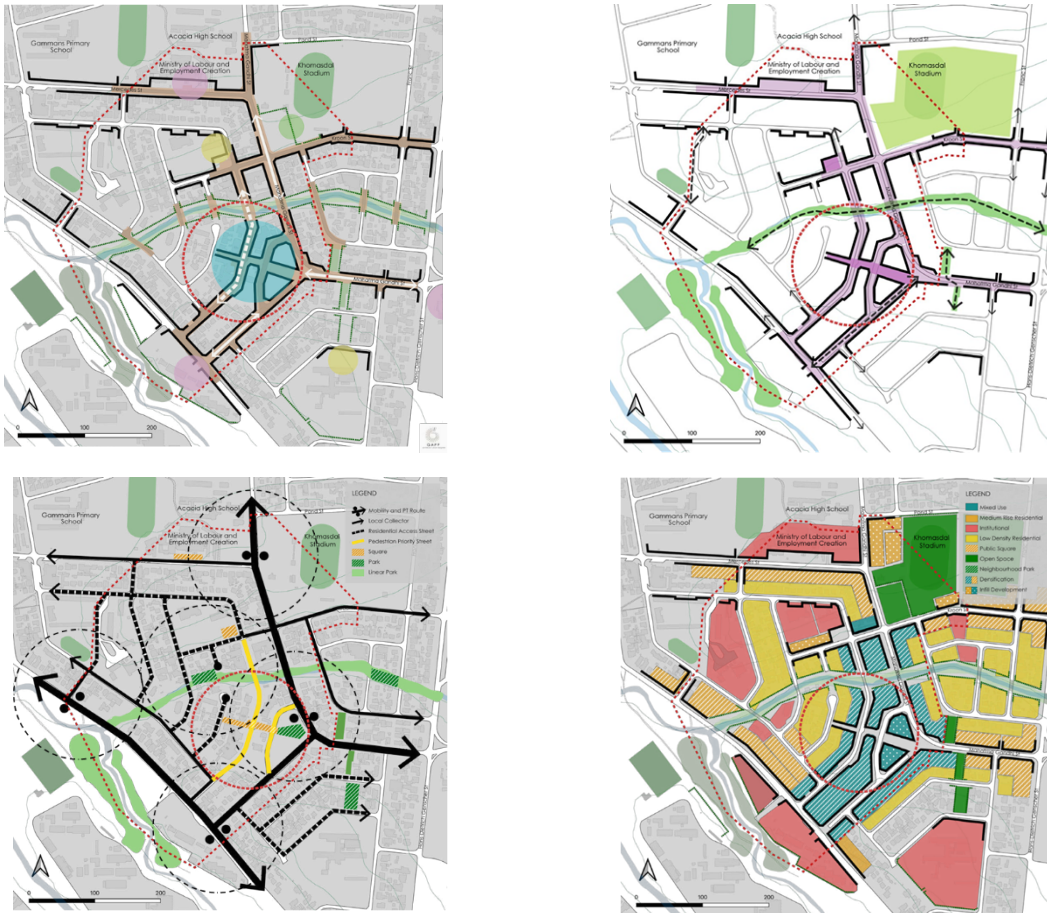 Acacia High School
Gammans Primary
School
Ministry of Labour and
Employment Creation
Khomasdal
Stadium
Pond St
0 100 200
Khomasdal
Stadium
Acacia High School
Gammans Primary
School
Ministry of Labour and
Employment Creation
Pond St
0 100 200
Acacia High School
Gammans Primary
School
Ministry of Labour and
Employment Creation
Khomasdal
Stadium
LEGEND
Mobility and PT Route
Local Collector
Residential Access Street
Pedestrian Priority Street
Square
Park
Linear Park
0 100 200
Acacia High School
Gammans Primary
School
Ministry of Labour and
Employment Creation
Khomasdal
Stadium
LEGEND
Mixed Use
Medium Rise Residential
Institutional
Low Density Residential
Public Square
Open Space
Neighbourhood Park
Densification
Infill Development
0 100 200